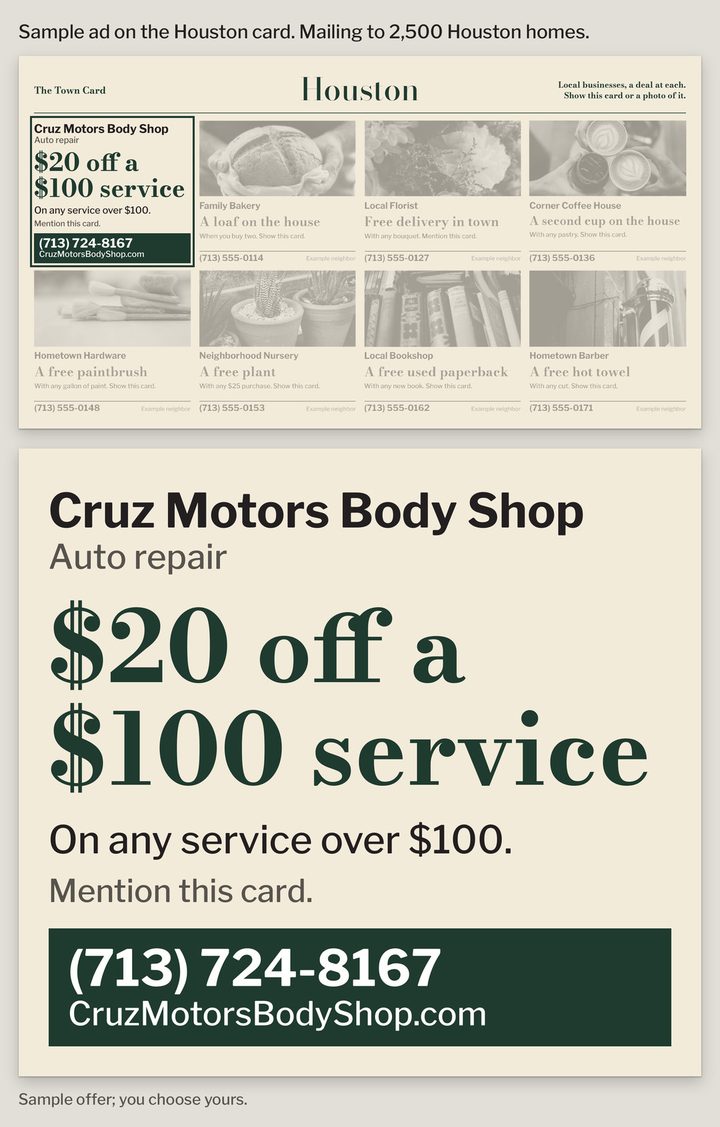 Sample ad on the Houston card. Mailing to 2,500 Houston homes.
The Town Card
Houston
Local businesses, a deal at each.
Show this card or a photo of it.
Cruz Motors Body Shop
Auto repair
$20 off a
$100 service
On any service over $100.
Mention this card.
(713) 724-8167
CruzMotorsBodyShop.com
Family Bakery
A loaf on the house
When you buy two. Show this card.
(713) 555-0114
Example neighbor
Local Florist
Free delivery in town
With any bouquet. Mention this card.
(713) 555-0127
Example neighbor
Corner Coffee House
A second cup on the house
With any pastry. Show this card.
(713) 555-0136
Example neighbor
Hometown Hardware
A free paintbrush
With any gallon of paint. Show this card.
(713) 555-0148
Example neighbor
Neighborhood Nursery
A free plant
With any $25 purchase. Show this card.
(713) 555-0153
Example neighbor
Local Bookshop
A free used paperback
With any new book. Show this card.
(713) 555-0162
Example neighbor
Hometown Barber
A free hot towel
With any cut. Show this card.
(713) 555-0171
Example neighbor
Cruz Motors Body Shop
Auto repair
$20 off a
$100 service
On any service over $100.
Mention this card.
(713) 724-8167
CruzMotorsBodyShop.com
Sample offer; you choose yours.